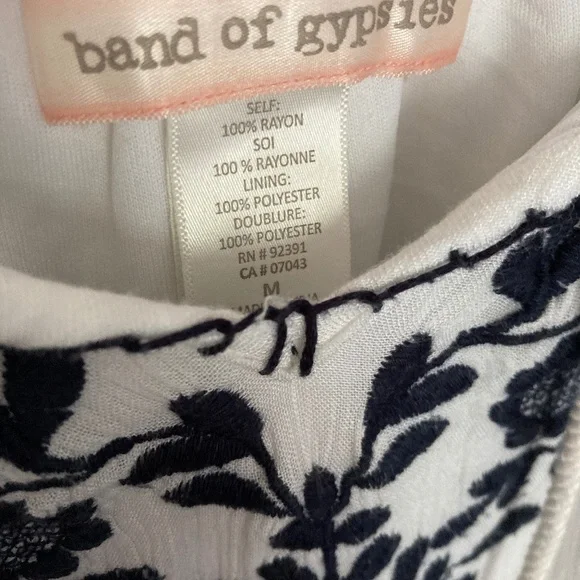 band of gypsies
SELF:
100% RAYON
SOI
100 % RAYONNE
LINING:
100% POLYESTER
DOUBLURE:
100% POLYESTER
RN # 92391
CA # 07043
M